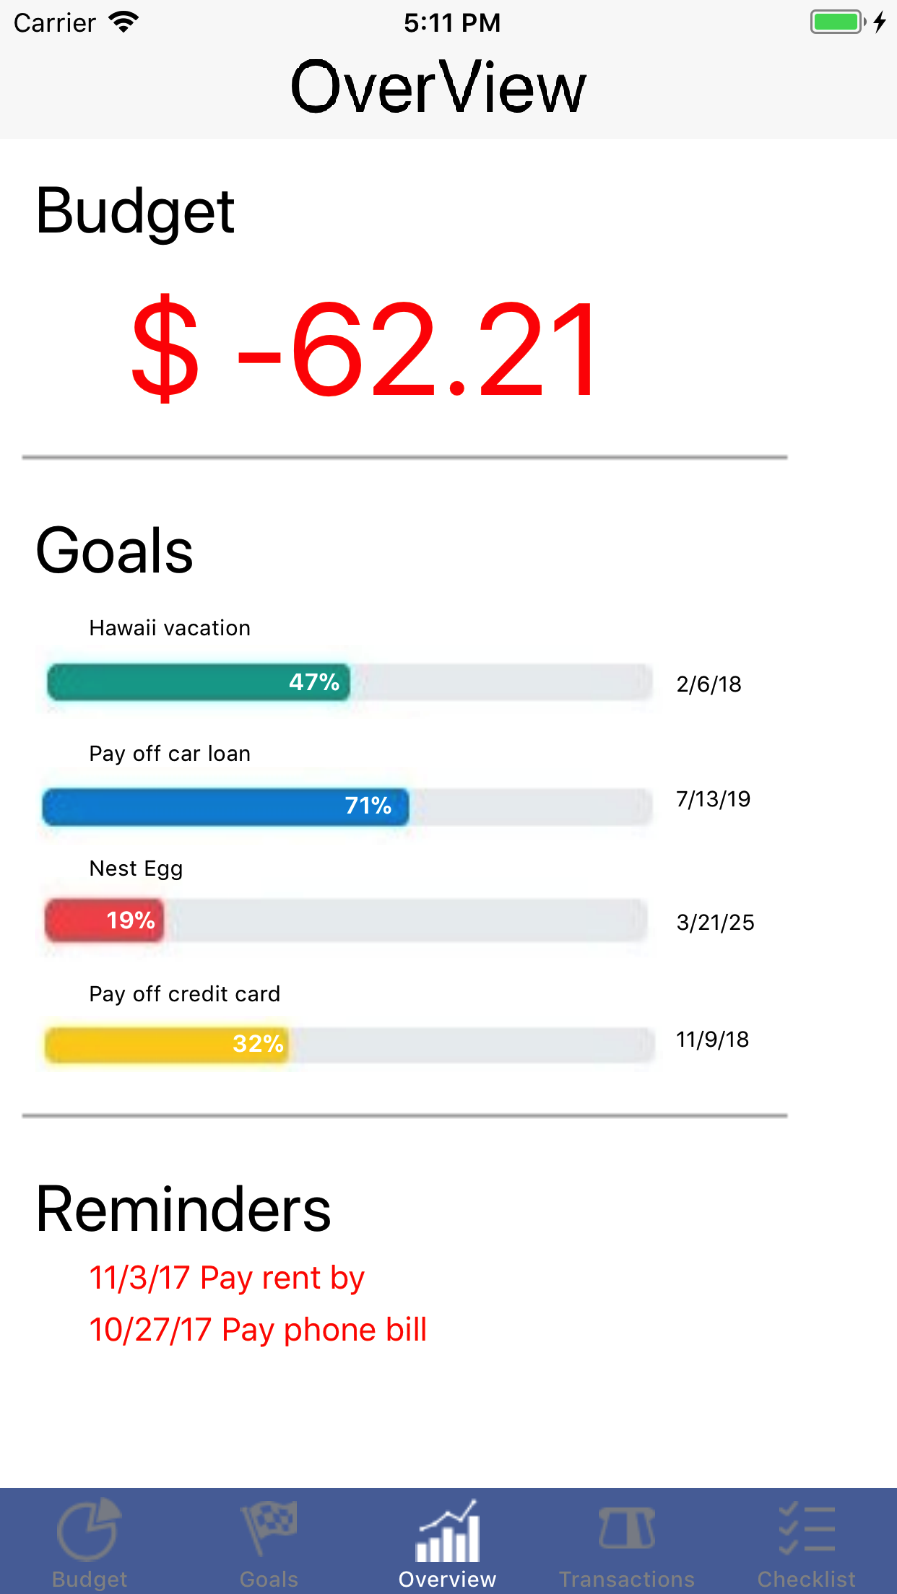 Carrier 5:11 PM
OverView
Budget
$ -62.21
Goals
Hawaii vacation
47% 2/6/18
Pay off car loan
71% 7/13/19
Nest Egg
19% 3/21/25
Pay off credit card
32% 11/9/18
Reminders
11/3/17 Pay rent by
10/27/17 Pay phone bill
Budget Goals Overview Transactions Checklist